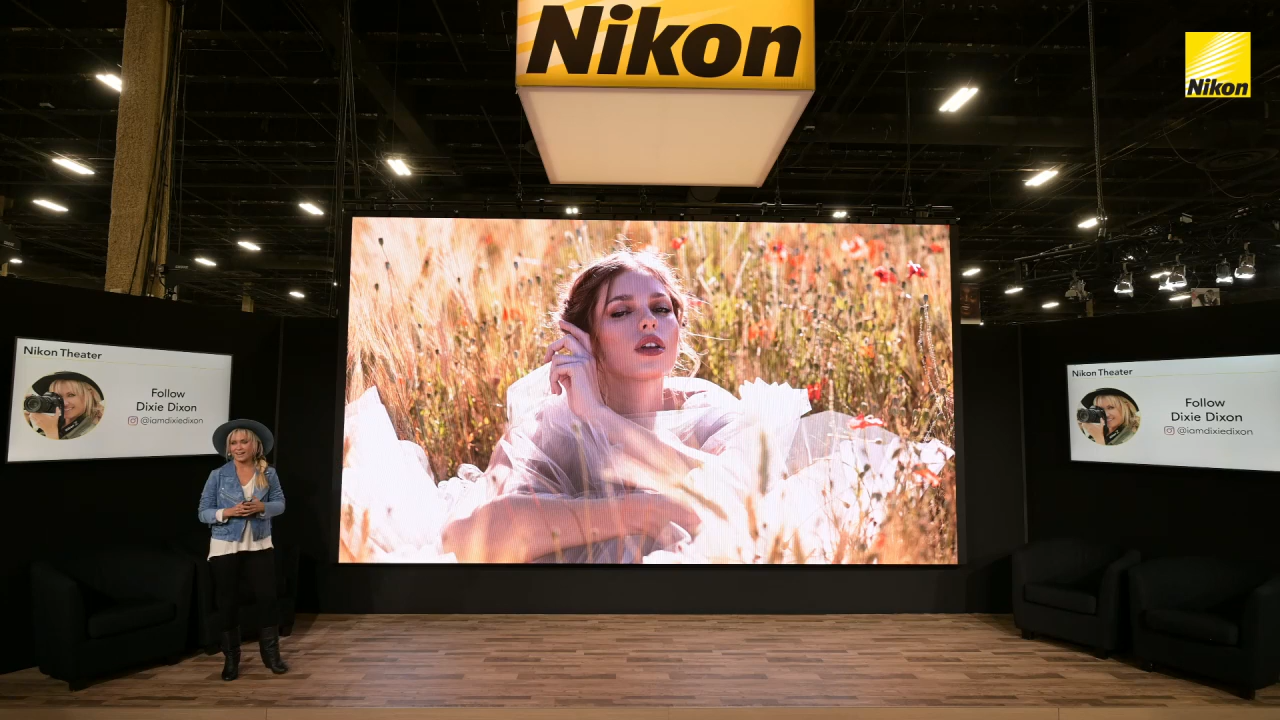 Nikon
Nikon
Nikon Theater
Follow
Dixie Dixon
@iamdixiedixon
Nikon Theater
Follow
Dixie Dixon
@iamdixiedixon